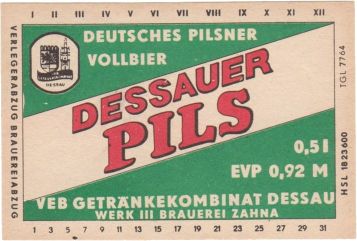 I II III IV V VI VII VIII IX X XI XII
DEUTSCHES PILSNER
VOLLBIER
DESSAU
DESSAUER
PILS
0,5 l
EVP 0,92 M
VEB GETRÄNKEKOMBINAT DESSAU
WERK III BRAUEREI ZAHNA
1 3 5 7 9 11 13 15 17 19 21 23 25 27 29 31
VERLEGERABZUG BRAUEREIABZUG
TGL 7764
HSL 1823600